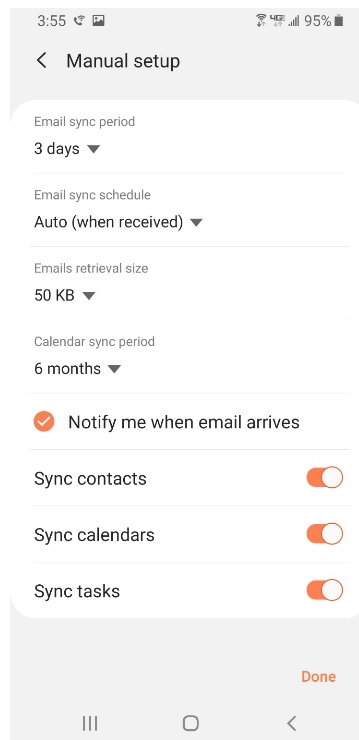 3:55 95%
Manual setup
Email sync period
3 days
Email sync schedule
Auto (when received)
Emails retrieval size
50 KB
Calendar sync period
6 months
Notify me when email arrives
Sync contacts
Sync calendars
Sync tasks
Done